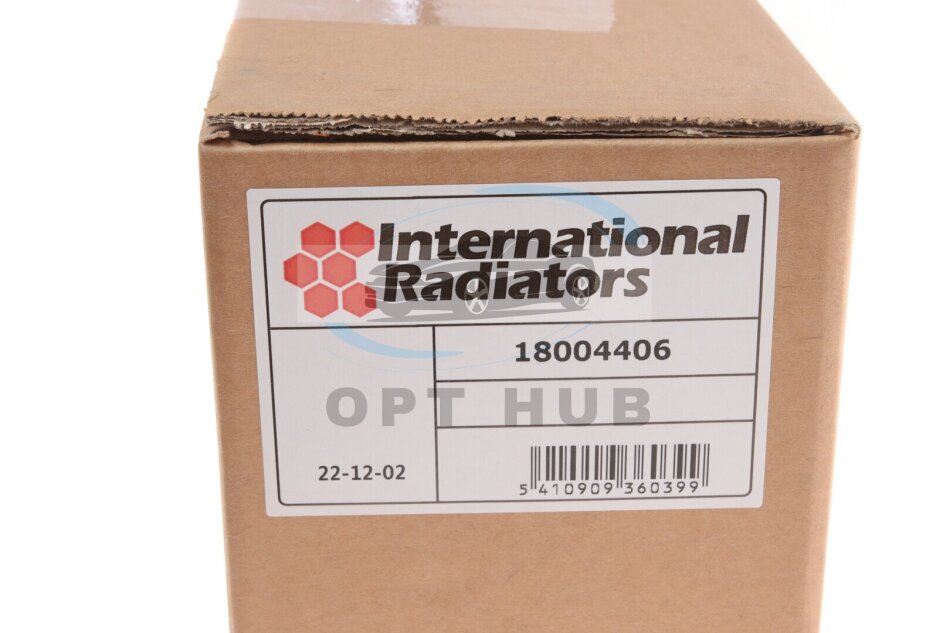 International
Radiators
18004406
OPT HUB
22-12-02
5 410909 360399